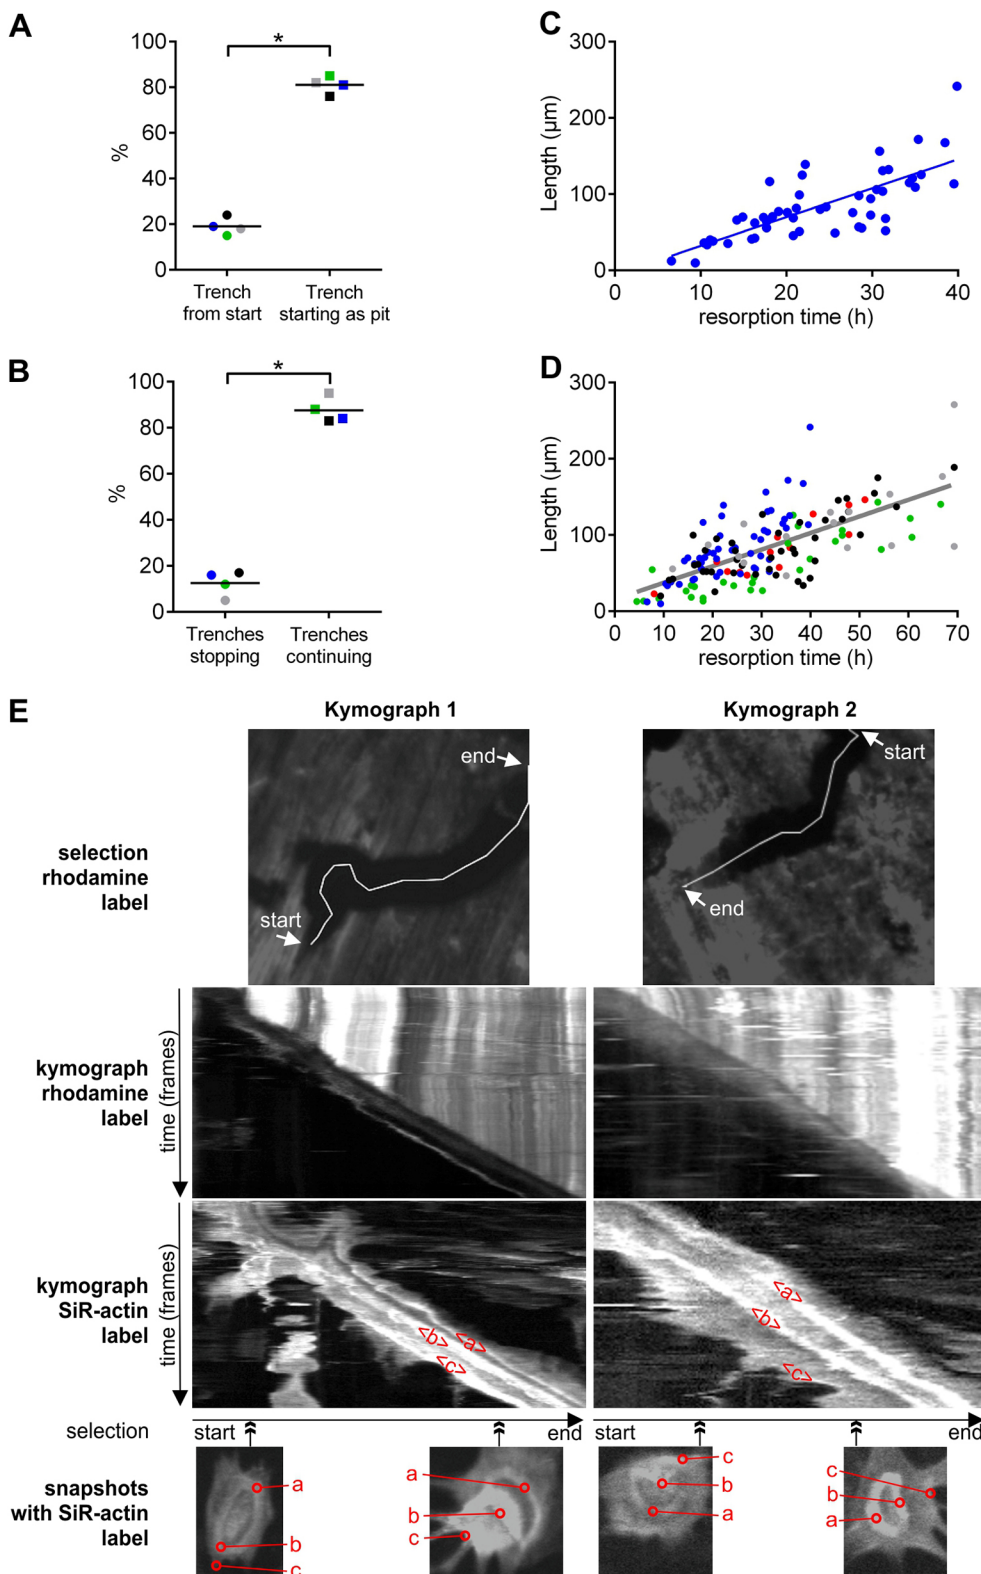 A
100
80
60
40
20
0
%
*
Trench
from start
Trench
starting as pit
C
300
200
100
0
Length (µm)
0
10
20
30
40
resorption time (h)
B
100
80
60
40
20
0
%
*
Trenches
stopping
Trenches
continuing
D
300
200
100
0
Length (µm)
0
10
20
30
40
50
60
70
resorption time (h)
E
Kymograph 1
Kymograph 2
selection
rhodamine
label
end
start
start
end
kymograph
rhodamine
label
time (frames)
kymograph
SiR-actin
label
time (frames)
<b>
<a>
<c>
<a>
<b>
<c>
selection
start
end
start
end
snapshots
with SiR-actin
label
a
b
c
a
b
c
c
b
a
c
b
a